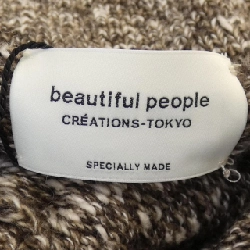 beautiful people
CRÉATIONS-TOKYO
SPECIALLY MADE